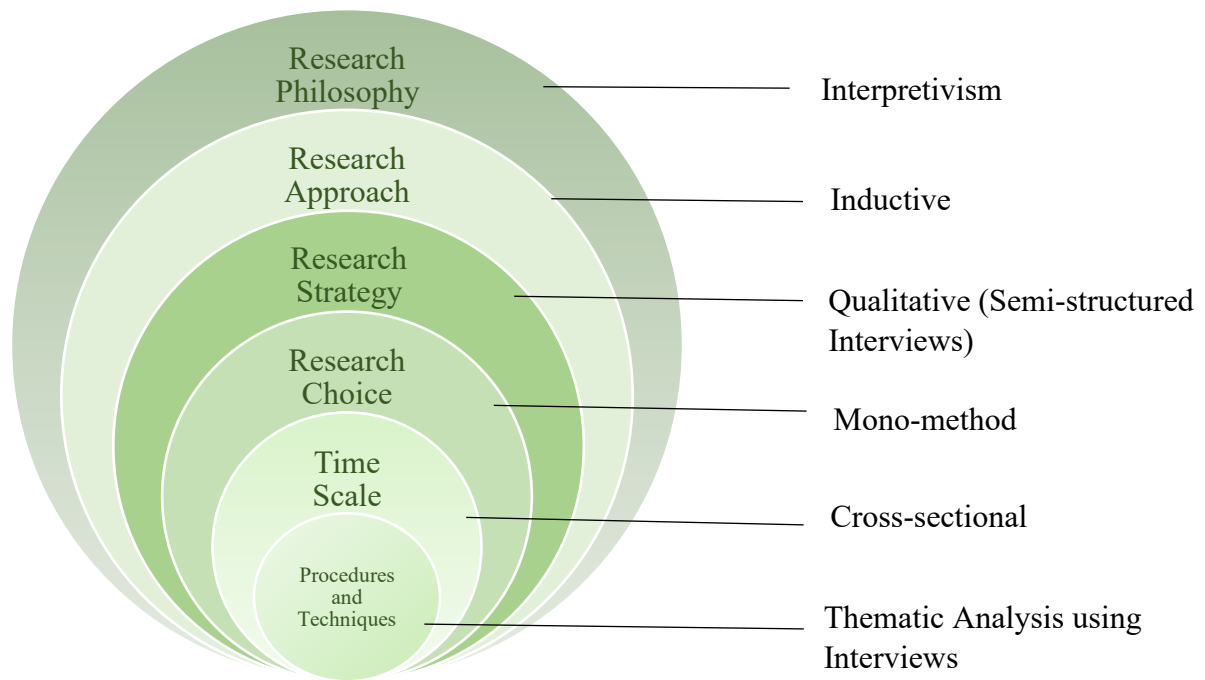 Research
Philosophy
Interpretivism
Research
Approach
Inductive
Research
Strategy
Qualitative (Semi-structured
Interviews)
Research
Choice
Mono-method
Time
Scale
Cross-sectional
Procedures
and
Techniques
Thematic Analysis using
Interviews